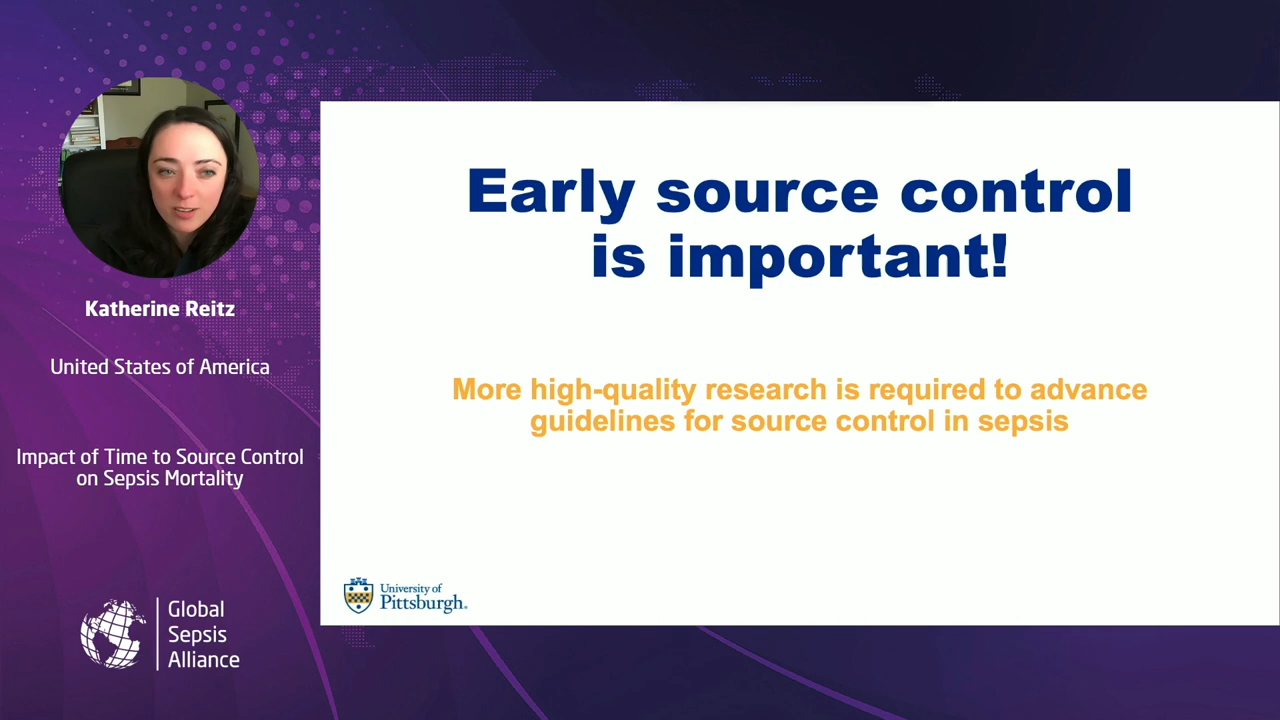 Katherine Reitz
United States of America
Impact of Time to Source Control
on Sepsis Mortality
Global
Sepsis
Alliance
Early source control
is important!
More high-quality research is required to advance
guidelines for source control in sepsis
University of
Pittsburgh.